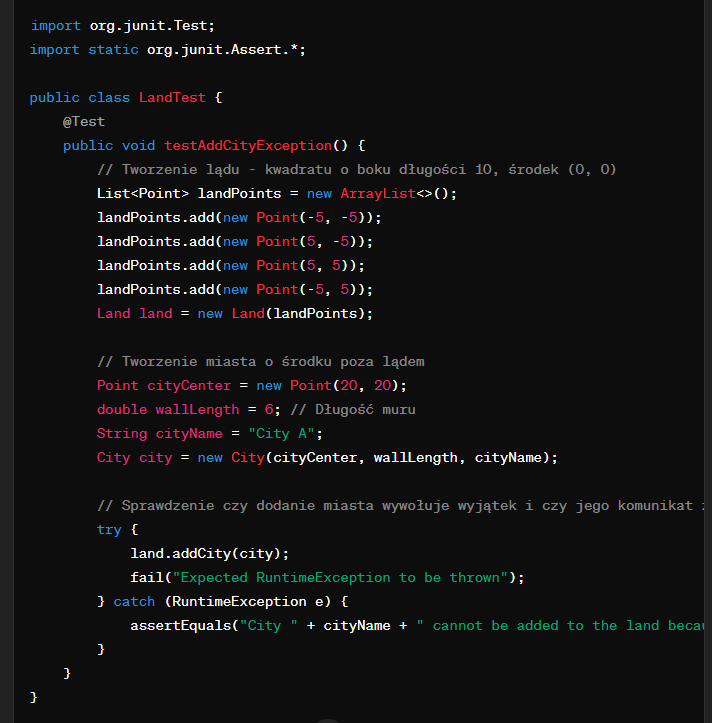 import org.junit.Test;
import static org.junit.Assert.*;
public class LandTest {
@Test
public void testAddCityException() {
// Tworzenie lądu - kwadratu o boku długości 10, środek (0, 0)
List<Point> landPoints = new ArrayList<>();
landPoints.add(new Point(-5, -5));
landPoints.add(new Point(5, -5));
landPoints.add(new Point(5, 5));
landPoints.add(new Point(-5, 5));
Land land = new Land(landPoints);
// Tworzenie miasta o środku poza lądem
Point cityCenter = new Point(20, 20);
double wallLength = 6; // Długość muru
String cityName = "City A";
City city = new City(cityCenter, wallLength, cityName);
// Sprawdzenie czy dodanie miasta wywołuje wyjątek i czy jego komunikat
try {
land.addCity(city);
fail("Expected RuntimeException to be thrown");
} catch (RuntimeException e) {
assertEquals("City " + cityName + " cannot be added to the land
}
}
}